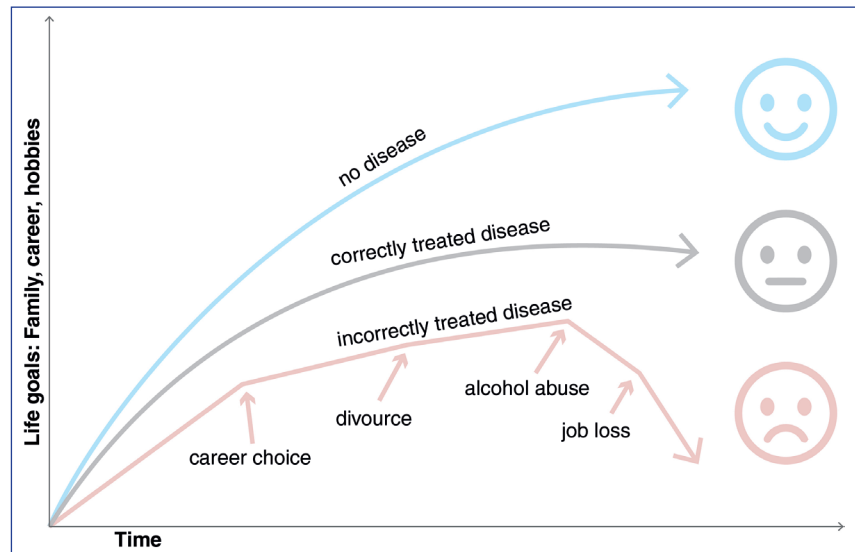 Life goals: Family, career, hobbies
no disease
correctly treated disease
incorrectly treated disease
alcohol abuse
divource
job loss
career choice
Time